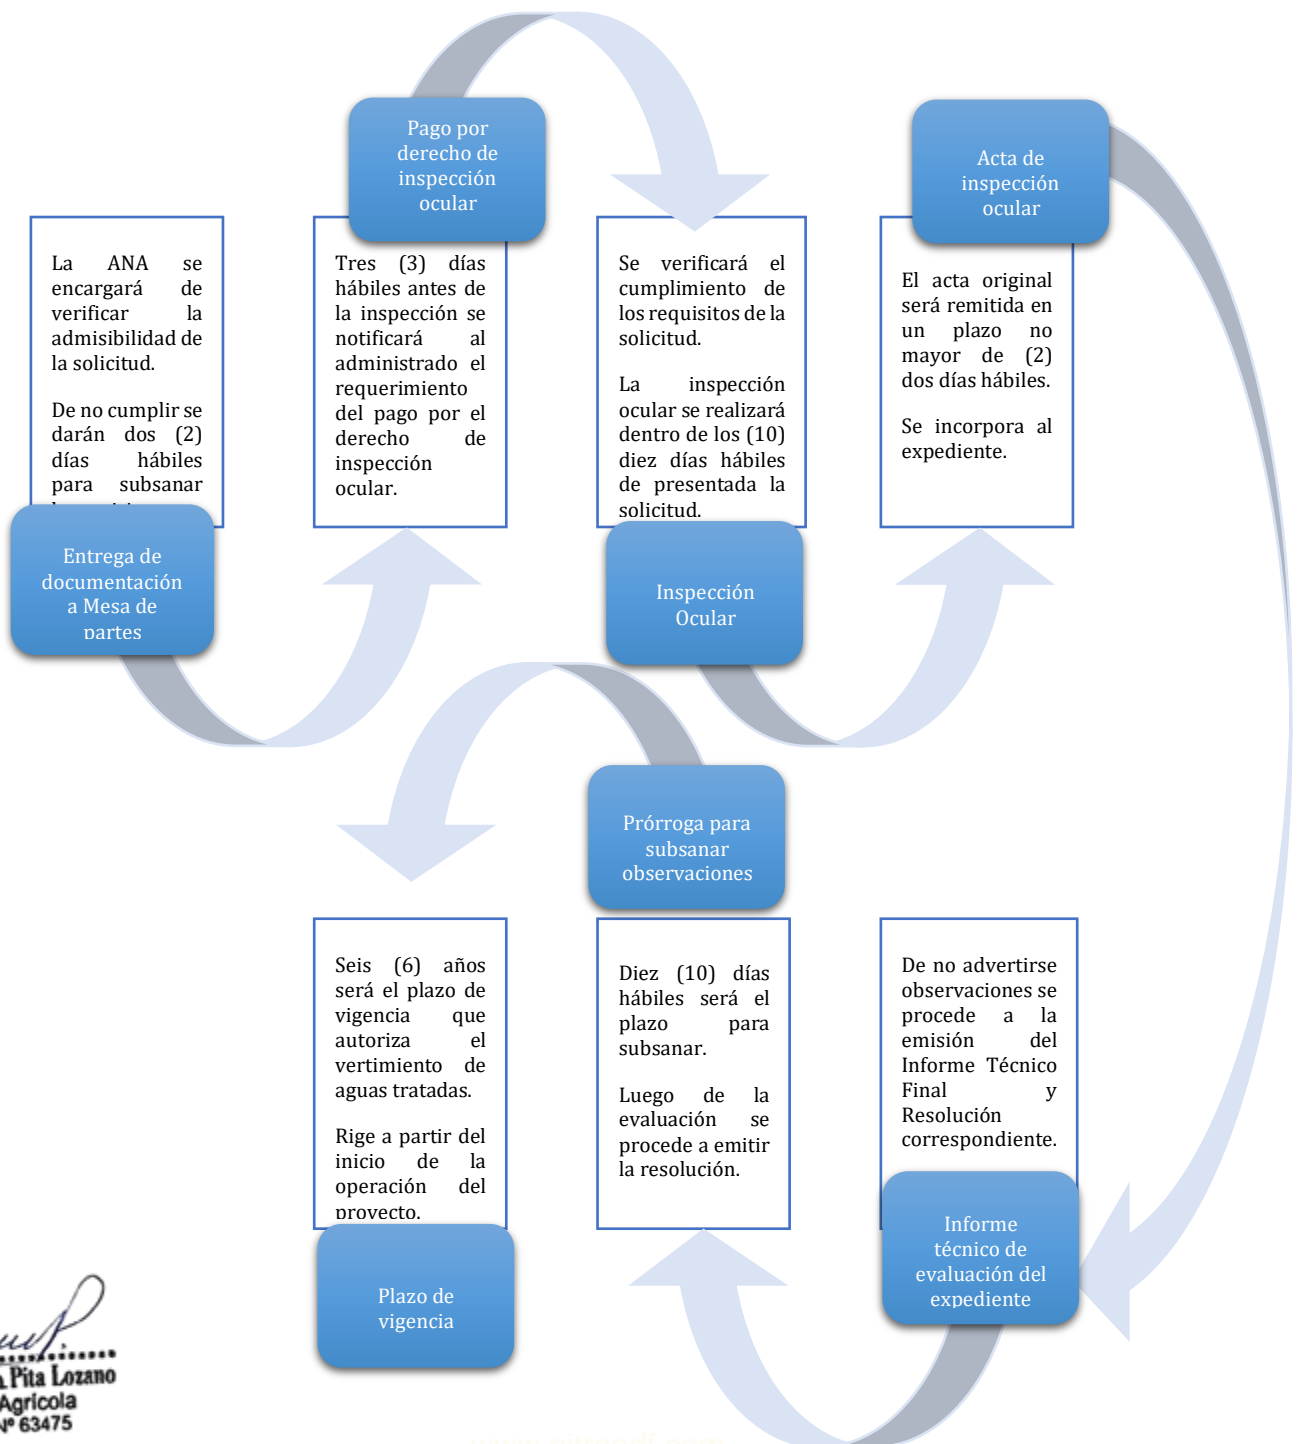 La ANA se
encargará de
verificar la
admisibilidad de
la solicitud.
De no cumplir se
darán dos (2)
días hábiles
para subsanar
Entrega de
documentación
a Mesa de
partes
Pago por
derecho de
inspección
ocular
Tres (3) días
hábiles antes de
la inspección se
notificará al
administrado el
requerimiento
del pago por el
derecho de
inspección
ocular.
Se verificará el
cumplimiento de
los requisitos de la
solicitud.
La inspección
ocular se realizará
dentro de los (10)
diez días hábiles
de presentada la
solicitud.
Inspección
Ocular
Acta de
inspección
ocular
El acta original
será remitida en
un plazo no
mayor de (2)
dos días hábiles.
Se incorpora al
expediente.
De no advertirse
observaciones se
procede a la
emisión del
Informe Técnico
Final y
Resolución
correspondiente.
Informe
técnico de
evaluación del
expediente
Prórroga para
subsanar
observaciones
Diez (10) días
hábiles será el
plazo para
subsanar.
Luego de la
evaluación se
procede a emitir
la resolución.
Seis (6) años
será el plazo de
vigencia que
autoriza el
vertimiento de
aguas tratadas.
Rige a partir del
inicio de la
operación del
proyecto.
Plazo de
vigencia
Pita Lozano
Agrícola
Nº 63475